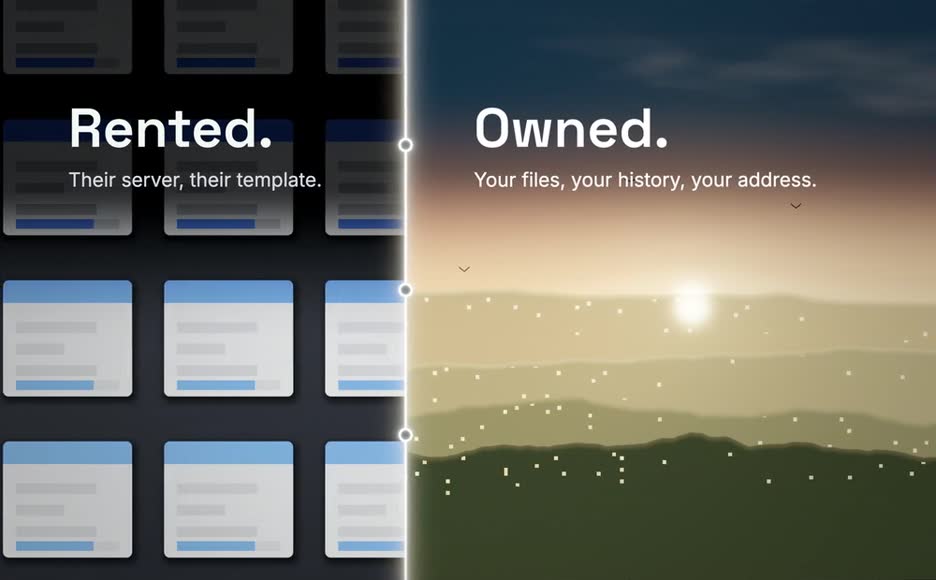 Rented.
Their server, their template.
Owned.
Your files, your history, your address.